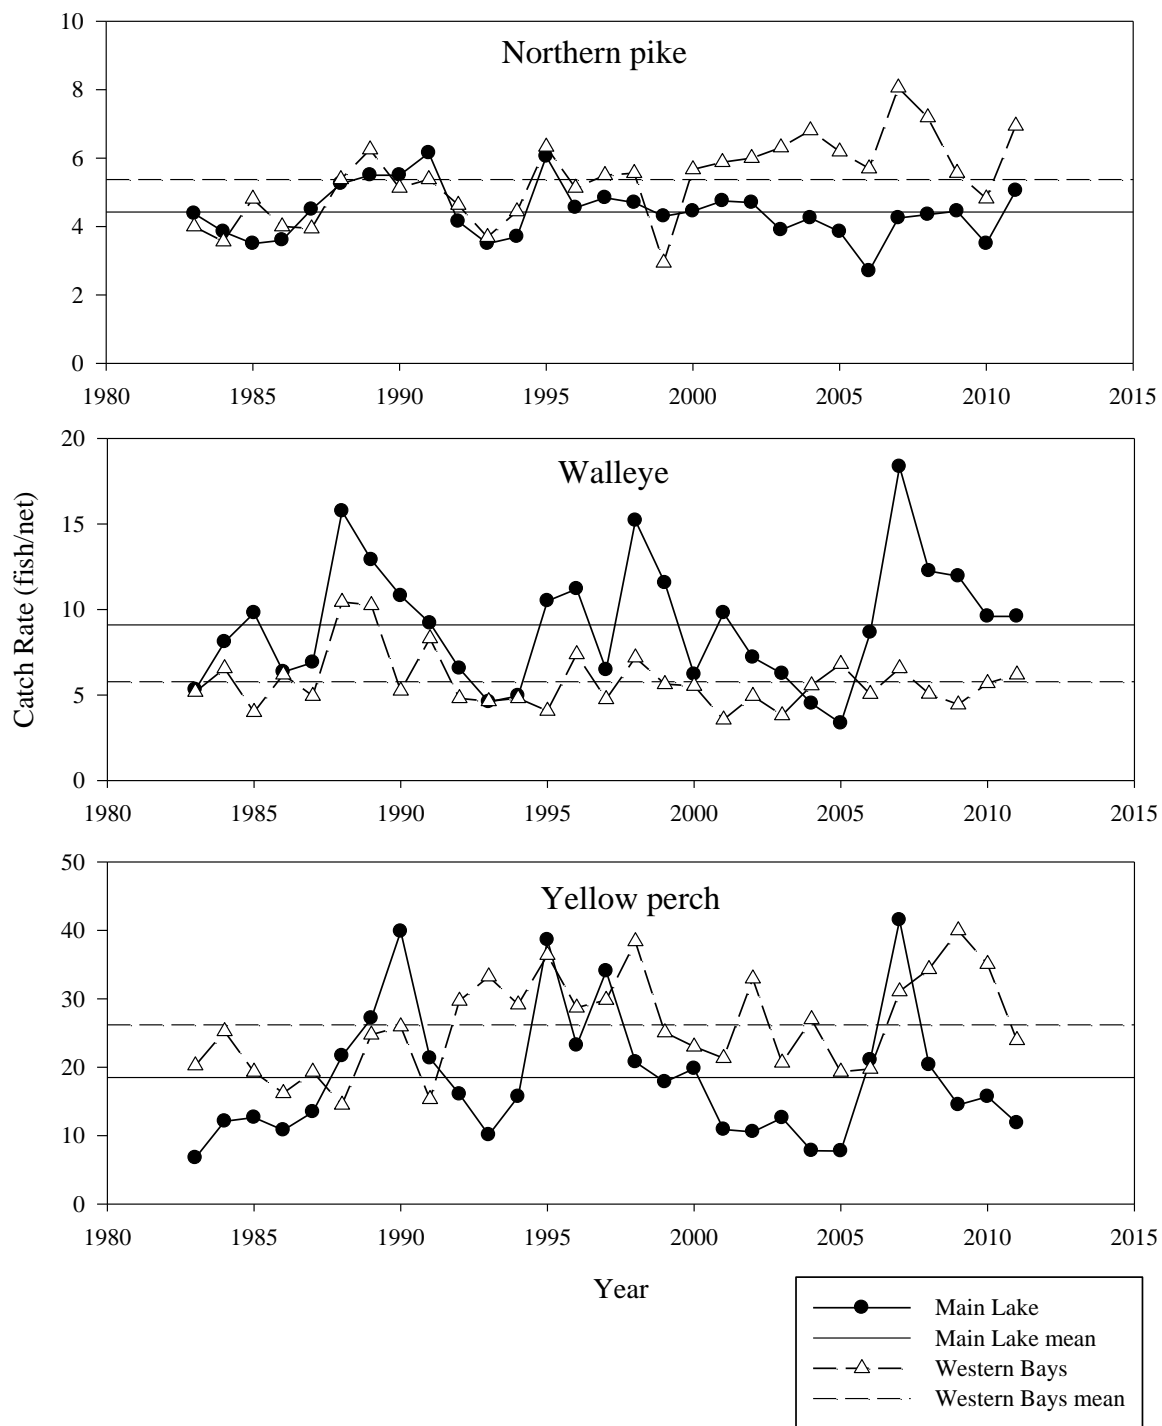 10
Northern pike
8
6
4
2
0
1980 1985 1990 1995 2000 2005 2010 2015
20
Walleye
15
10
5
0
1980 1985 1990 1995 2000 2005 2010 2015
Catch Rate (fish/net)
50
Yellow perch
40
30
20
10
0
1980 1985 1990 1995 2000 2005 2010 2015
Year
Main Lake
Main Lake mean
Western Bays
Western Bays mean